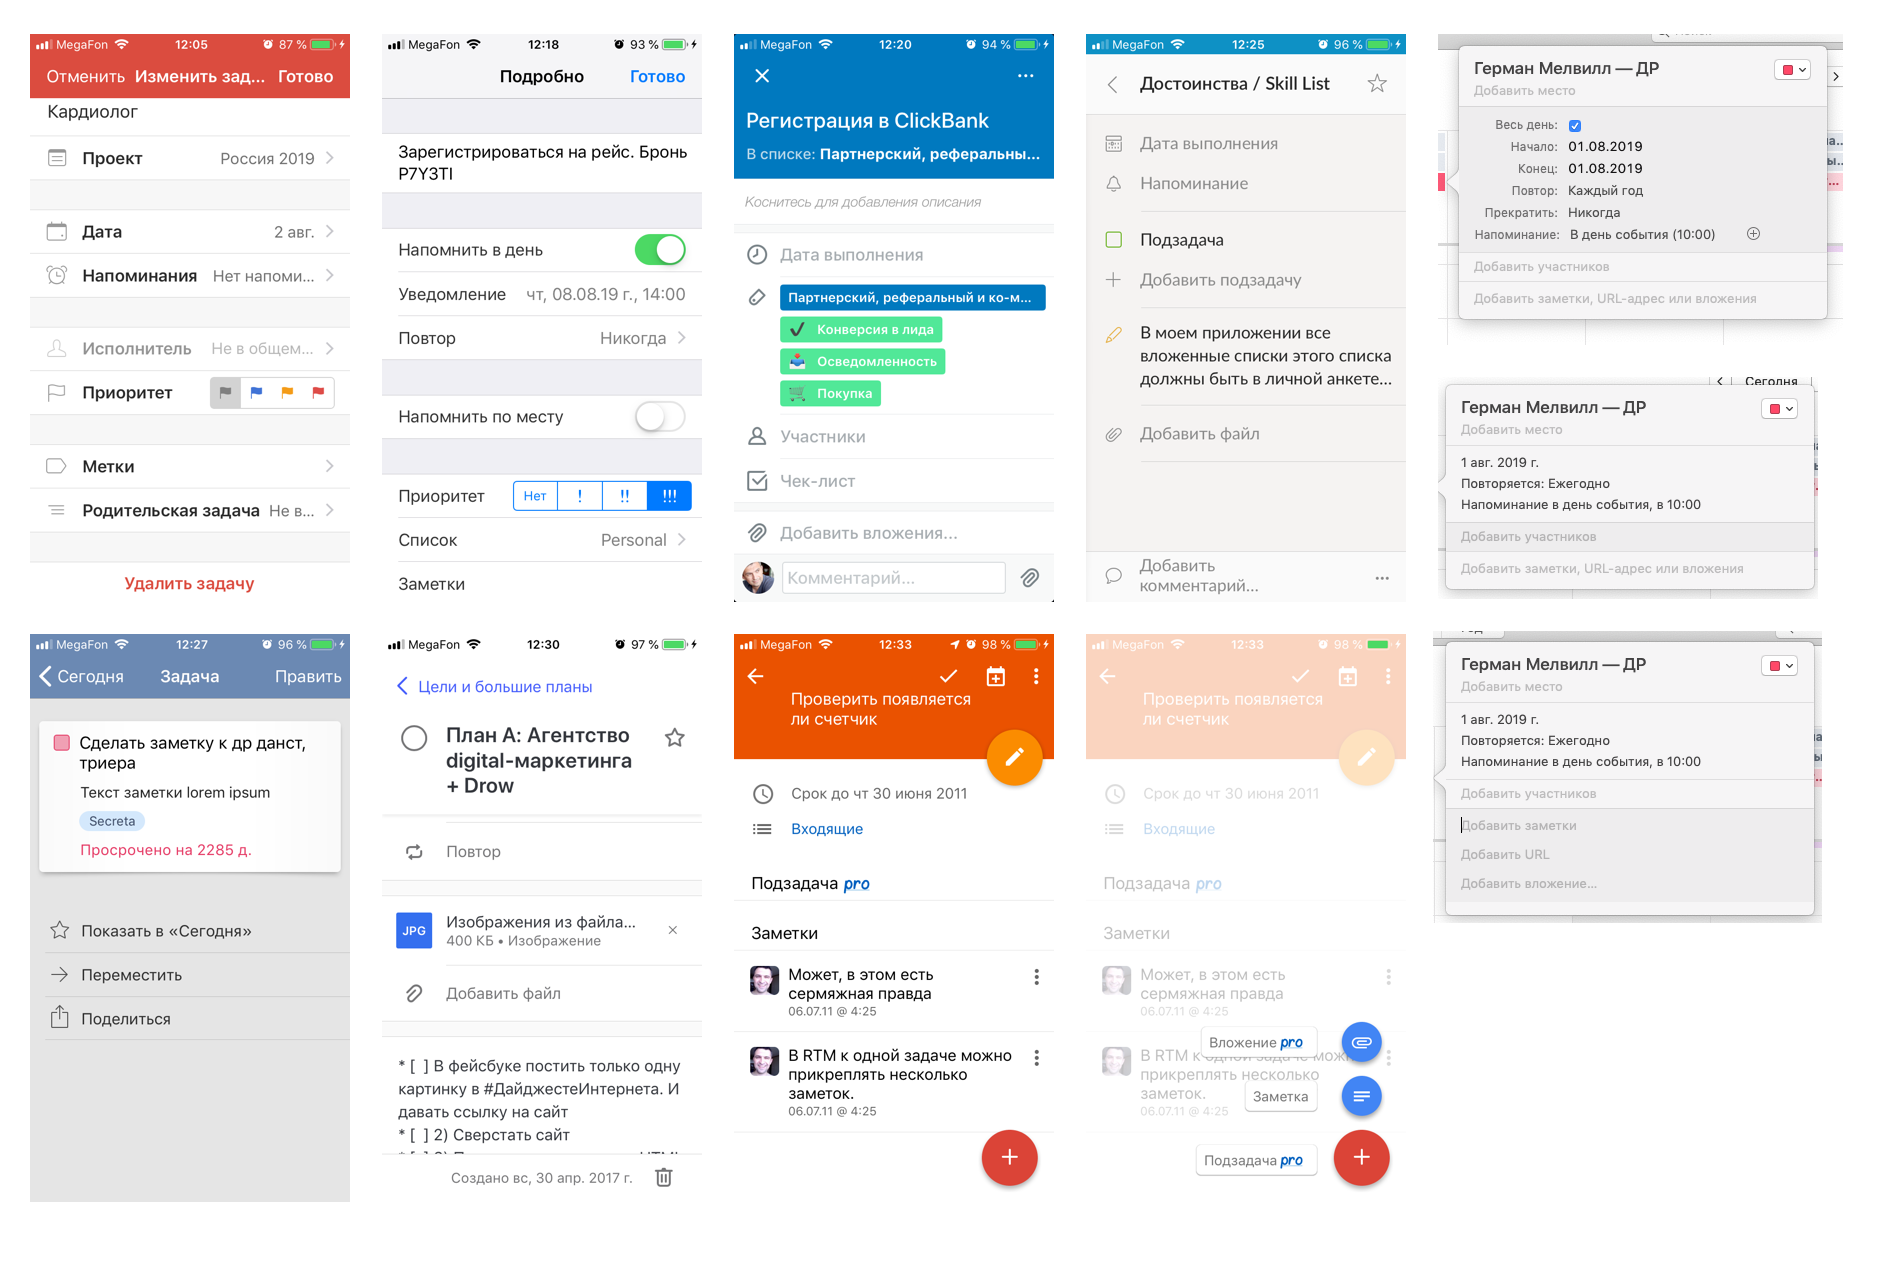 MegaFon 12:05 87 %
Отменить Изменить зад... Готово
Кардиолог
Проект Россия 2019
Дата 2 авг.
Напоминания Нет напоми...
Исполнитель Не в общем...
Приоритет
Метки
Родительская задача Не в...
Удалить задачу
MegaFon 12:18 93 %
Подробно Готово
Зарегистрироваться на рейс. Бронь
P7Y3TI
Напомнить в день
Уведомление чт, 08.08.19 г., 14:00
Повтор Никогда
Напомнить по месту
Приоритет Нет ! !! !!!
Список Personal
Заметки
MegaFon 12:20 94 %
Регистрация в ClickBank
В списке: Партнерский, реферальны...
Коснитесь для добавления описания
Дата выполнения
Партнерский, реферальный и ко-м...
Конверсия в лида
Осведомленность
Покупка
Участники
Чек-лист
Добавить вложения...
Комментарий...
MegaFon 12:25 96 %
Достоинства / Skill List
Дата выполнения
Напоминание
Подзадача
Добавить подзадачу
В моем приложении все
вложенные списки этого списка
должны быть в личной анкете...
Добавить файл
Добавить
комментарий...
Герман Мелвилл — ДР
Добавить место
Весь день:
Начало: 01.08.2019
Конец: 01.08.2019
Повтор: Каждый год
Прекратить: Никогда
Напоминание: В день события (10:00)
Добавить участников
Добавить заметки, URL-адрес или вложения
Сегодня
Герман Мелвилл — ДР
Добавить место
1 авг. 2019 г.
Повторяется: Ежегодно
Напоминание в день события, в 10:00
Добавить участников
Добавить заметки, URL-адрес или вложения
MegaFon 12:27 96 %
Сегодня Задача Править
Сделать заметку к др данст,
триера
Текст заметки lorem ipsum
Secreta
Просрочено на 2285 д.
Показать в «Сегодня»
Переместить
Поделиться
MegaFon 12:30 97 %
Цели и большие планы
План А: Агентство
digital-маркетинга
+ Drow
Повтор
JPG Изображения из файла...
400 КБ • Изображение
Добавить файл
* [ ] В фейсбуке постить только одну
картинку в #ДайджестеИнтернета. И
давать ссылку на сайт
* [ ] 2) Сверстать сайт
Создано вс, 30 апр. 2017 г.
MegaFon 12:33 98 %
Проверить появляется
ли счетчик
Срок до чт 30 июня 2011
Входящие
Подзадача pro
Заметки
Может, в этом есть
сермяжная правда
06.07.11 @ 4:25
В RTM к одной задаче можно
прикреплять несколько
заметок.
06.07.11 @ 4:25
MegaFon 12:33 98 %
Проверить появляется
ли счетчик
Срок до чт 30 июня 2011
Входящие
Подзадача pro
Заметки
Может, в этом есть
сермяжная правда
06.07.11 @ 4:25
Вложение pro
В RTM к одной задаче можн
прикреплять несколько
заметок.
Заметка
06.07.11 @ 4:25
Подзадача pro
Герман Мелвилл — ДР
Добавить место
1 авг. 2019 г.
Повторяется: Ежегодно
Напоминание в день события, в 10:00
Добавить участников
Добавить заметки
Добавить URL
Добавить вложение...